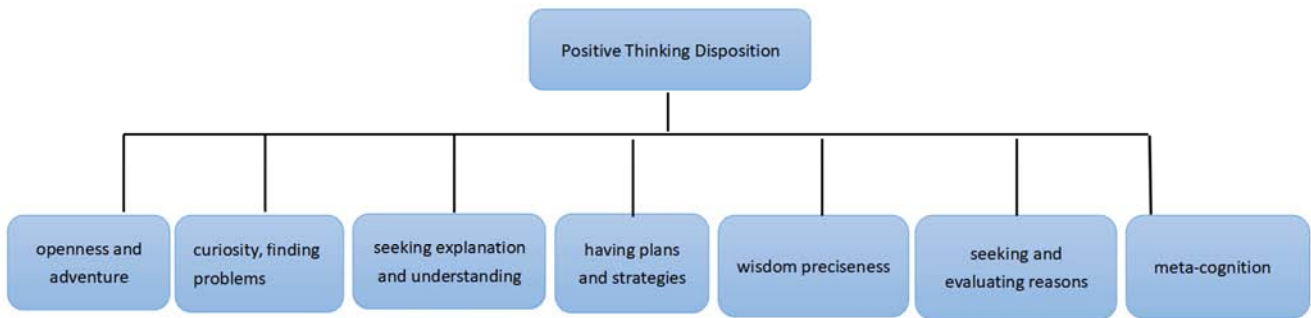 Positive Thinking Disposition
openness and
adventure
curiosity, finding
problems
seeking explanation
and understanding
having plans
and strategies
wisdom preciseness
seeking and
evaluating reasons
meta-cognition